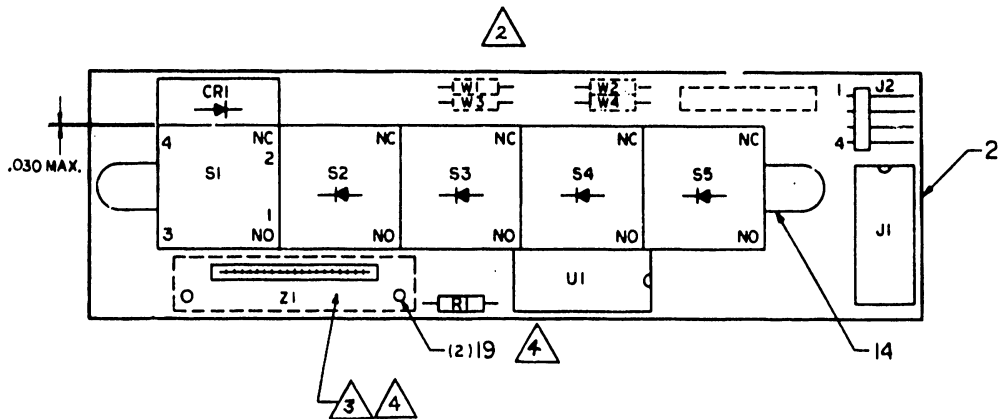 2
CR1
W1 W2
W3 W4
1 J2
4
.030 MAX.
4 NC NC NC NC NC
2
S1 S2 S3 S4 S5
2
1
3 NO NO NO NO NO
J1
Z1
U1
R1
(2) 19
4
14
3 4